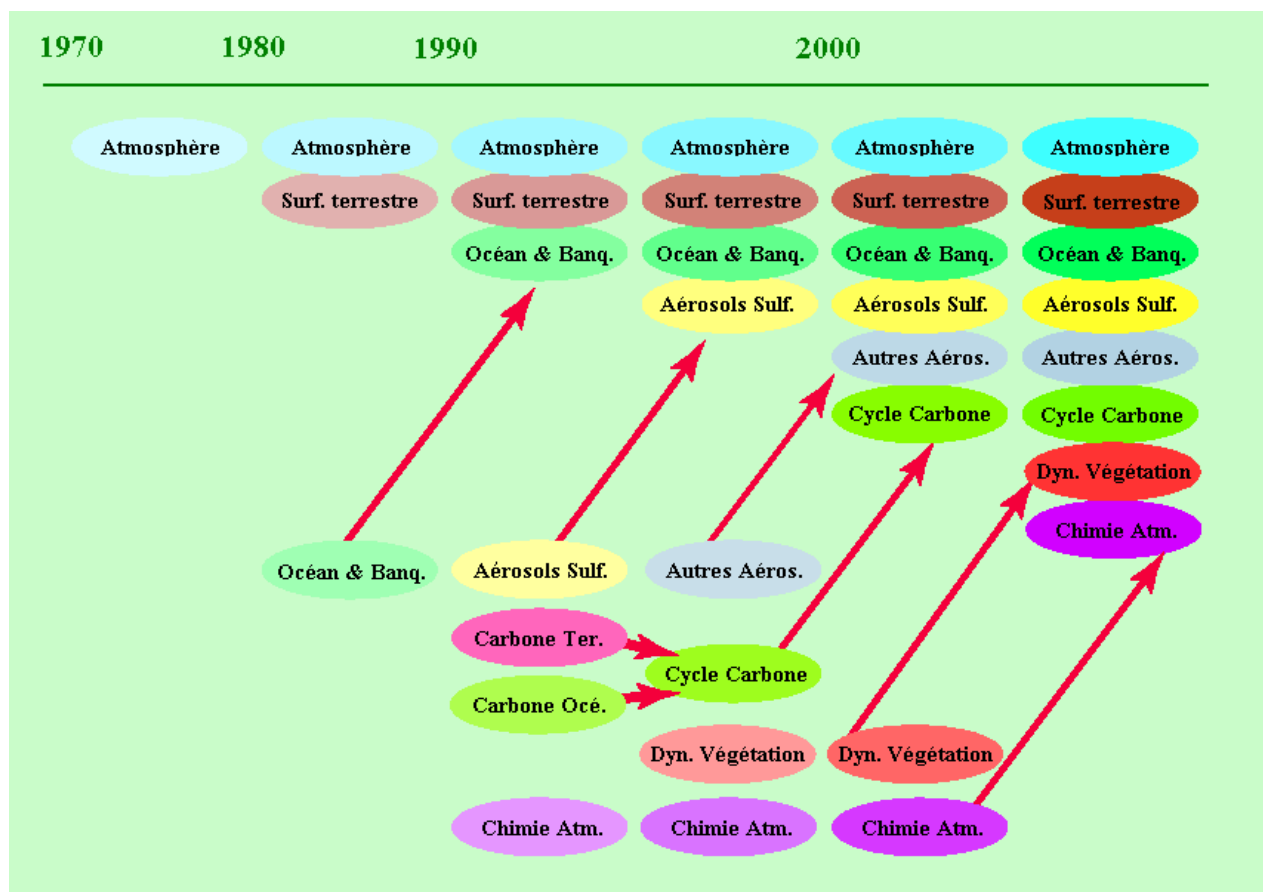 1970 1980 1990 2000
Atmosphère Atmosphère Atmosphère Atmosphère Atmosphère Atmosphère
Surf. terrestre Surf. terrestre Surf. terrestre Surf. terrestre Surf. terrestre
Océan & Banq. Océan & Banq. Océan & Banq. Océan & Banq.
Aérosols Sulf. Aérosols Sulf. Aérosols Sulf.
Autres Aéros. Autres Aéros.
Cycle Carbone Cycle Carbone
Dyn. Végétation
Chimie Atm.
Océan & Banq. Aérosols Sulf. Autres Aéros.
Carbone Ter.
Cycle Carbone
Carbone Océ.
Dyn. Végétation Dyn. Végétation
Chimie Atm. Chimie Atm. Chimie Atm.